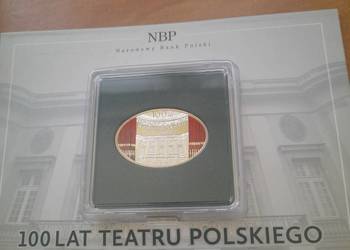 NBP
Narodowy Bank Polski
100 LAT TEATRU POLSKIEGO